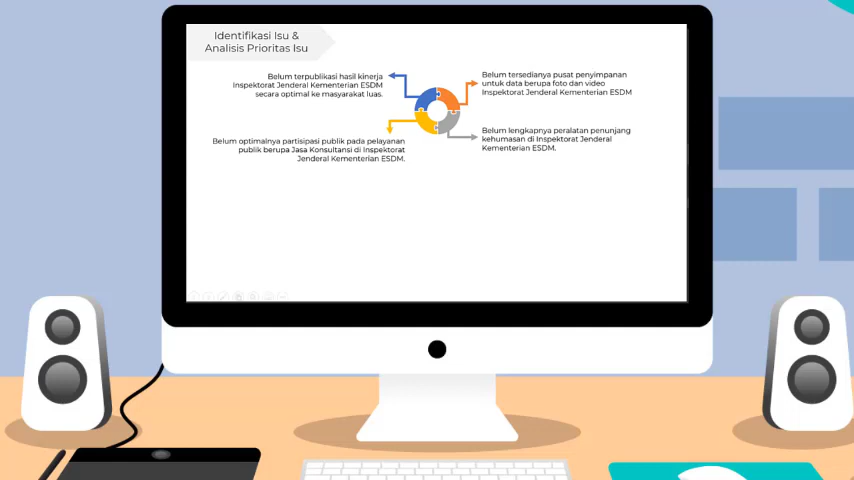 Identifikasi Isu &
Analisis Prioritas Isu
Belum terpublikasi hasil kinerja
Inspektorat Jenderal Kementerian ESDM
secara optimal ke masyarakat luas.
Belum tersedianya pusat penyimpanan
untuk data berupa foto dan video
Inspektorat Jenderal Kementerian ESDM
Belum optimalnya partisipasi publik pada pelayanan
publik berupa Jasa Konsultansi di Inspektorat
Jenderal Kementerian ESDM.
Belum lengkapnya peralatan penunjang
kehumasan di Inspektorat Jenderal
Kementerian ESDM.